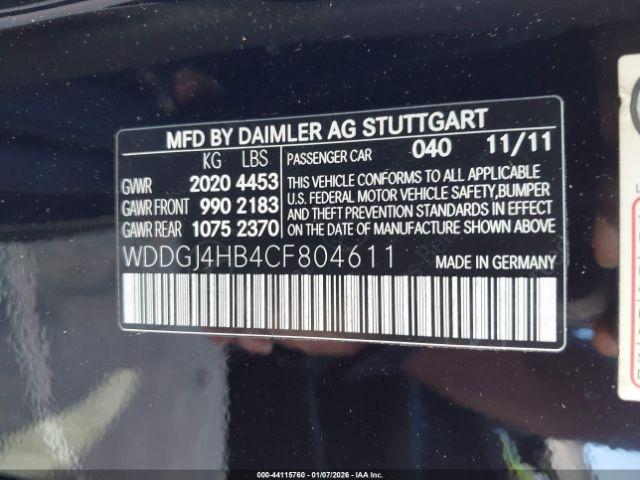 MFD BY DAIMLER AG STUTTGART
KG LBS PASSENGER CAR 040 11/11
GVWR 2020 4453
GAWR FRONT 990 2183
GAWR REAR 1075 2370
THIS VEHICLE CONFORMS TO ALL APPLICABLE
U.S. FEDERAL MOTOR VEHICLE SAFETY, BUMPER
AND THEFT PREVENTION STANDARDS IN EFFECT
ON THE DATE OF MANUFACTURE SHOWN ABOVE.
WDDGJ4HB4CF804611 MADE IN GERMANY
000-44115760 - 01/07/2026 - IAAI Inc.